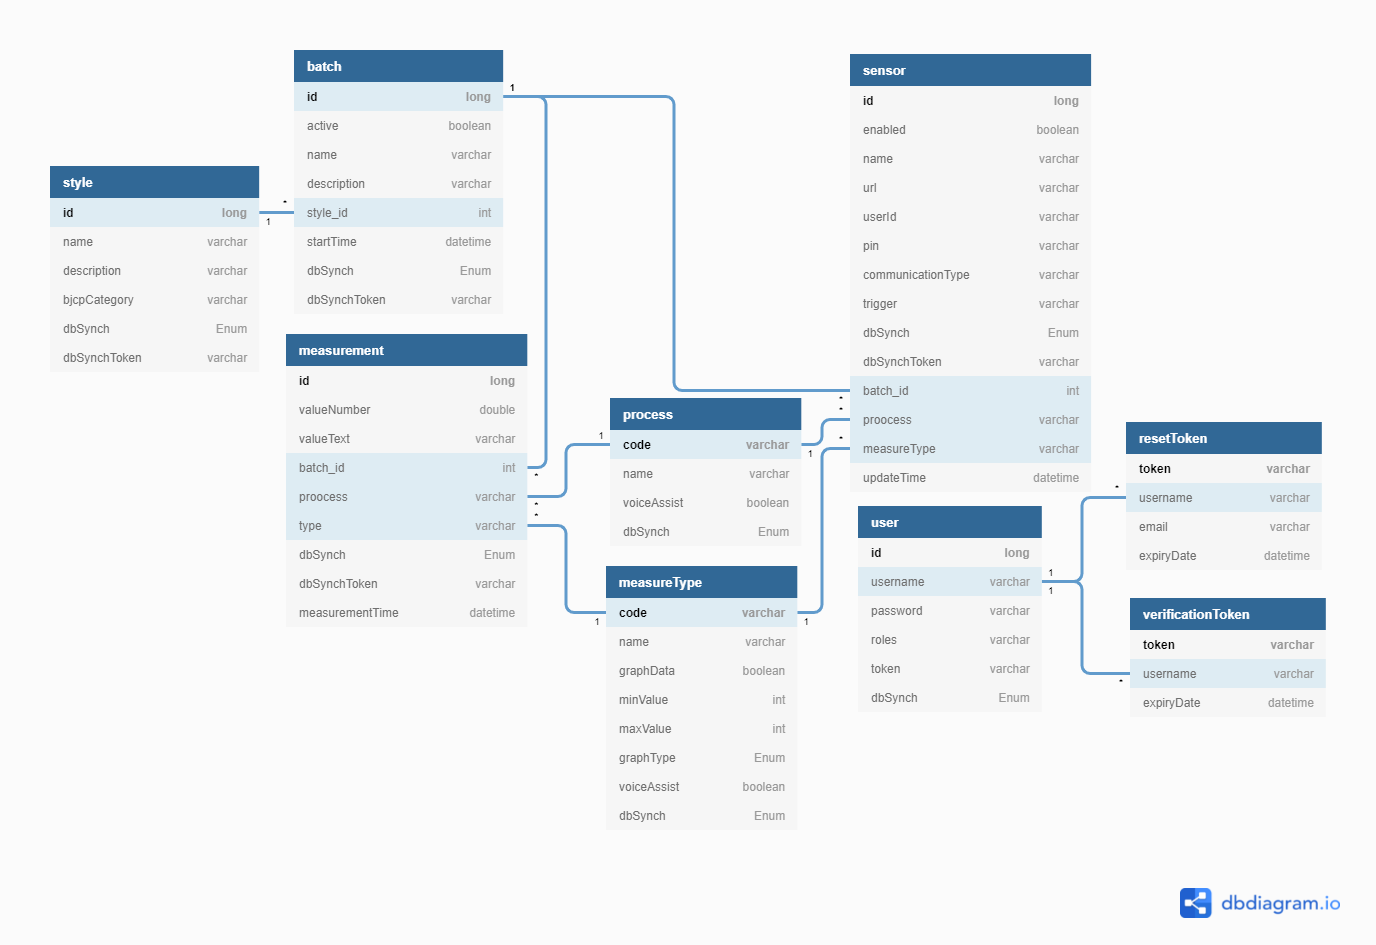 batch
id long
active boolean
name varchar
description varchar
style_id int
startTime datetime
dbSynch Enum
dbSynchToken varchar
1
*
1
style
id long
name varchar
description varchar
bjcpCategory varchar
dbSynch Enum
dbSynchToken varchar
measurement
id long
valueNumber double
valueText varchar
batch_id int
proocess varchar
type varchar
dbSynch Enum
dbSynchToken varchar
measurementTime datetime
*
*
*
process
code varchar
name varchar
voiceAssist boolean
dbSynch Enum
1
1
measureType
code varchar
name varchar
graphData boolean
minValue int
maxValue int
graphType Enum
voiceAssist boolean
dbSynch Enum
1
1
sensor
id long
enabled boolean
name varchar
url varchar
userId varchar
pin varchar
communicationType varchar
trigger varchar
dbSynch Enum
dbSynchToken varchar
batch_id int
proocess varchar
measureType varchar
updateTime datetime
*
*
*
user
id long
username varchar
password varchar
roles varchar
token varchar
dbSynch Enum
1
1
resetToken
token varchar
username varchar
email varchar
expiryDate datetime
*
verificationToken
token varchar
username varchar
expiryDate datetime
*
dbdiagram.io